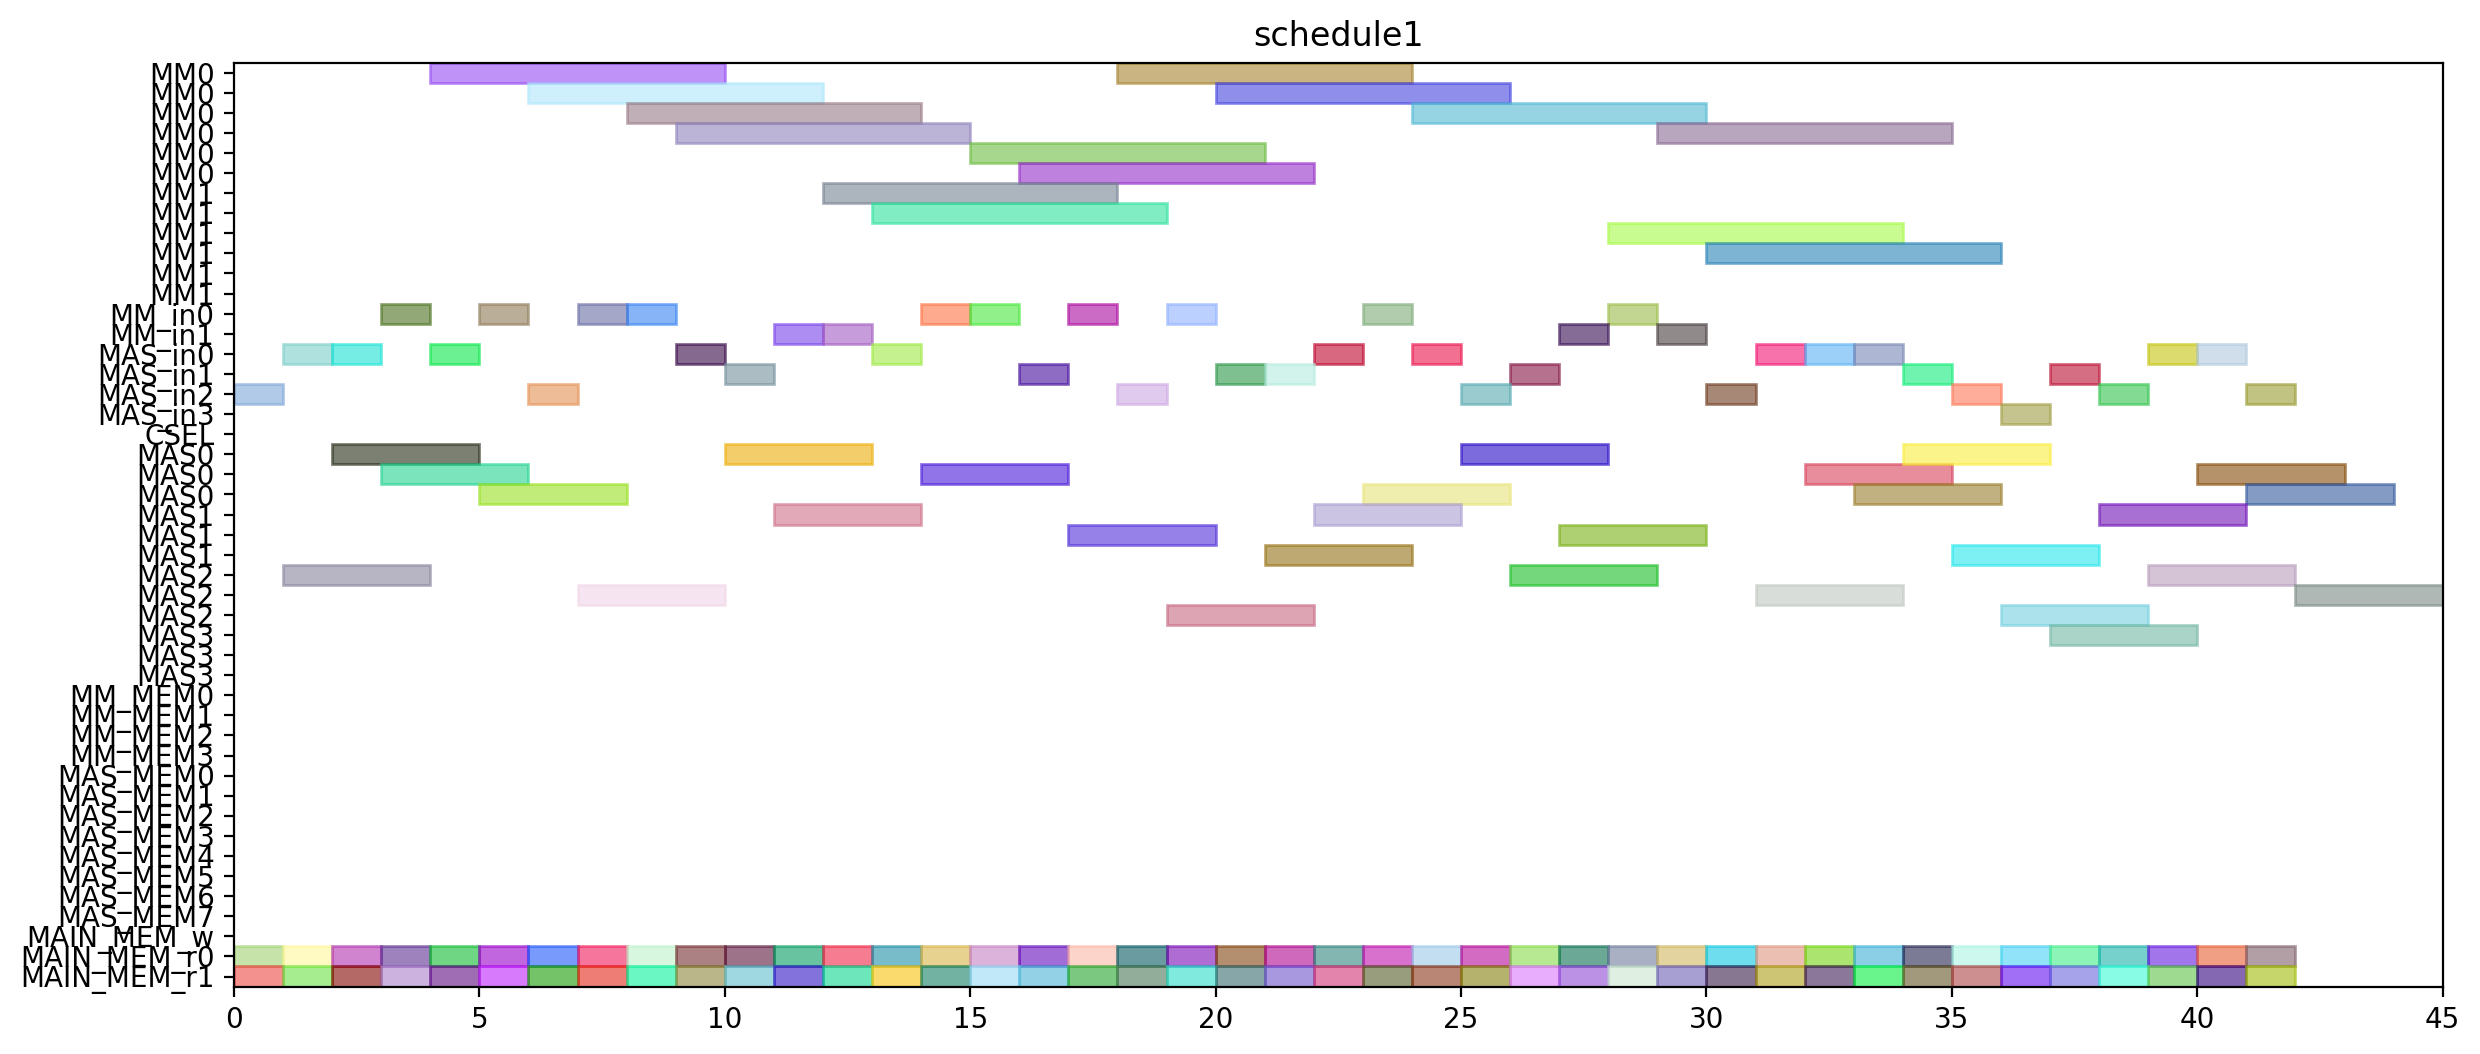 schedule1
MM0
MM0
MM0
MM0
MM0
MM0
MM1
MM1
MM1
MM1
MM1
MM1
MM_in0
MM_in1
MAS_in0
MAS_in1
MAS_in2
MAS_in3
CSEL
MAS0
MAS0
MAS0
MAS1
MAS1
MAS1
MAS2
MAS2
MAS2
MAS3
MAS3
MAS3
MM_MEM0
MM_MEM1
MM_MEM2
MM_MEM3
MAS_MEM0
MAS_MEM1
MAS_MEM2
MAS_MEM3
MAS_MEM4
MAS_MEM5
MAS_MEM6
MAS_MEM7
MAIN_MEM_w
MAIN_MEM_r0
MAIN_MEM_r1
0 5 10 15 20 25 30 35 40 45